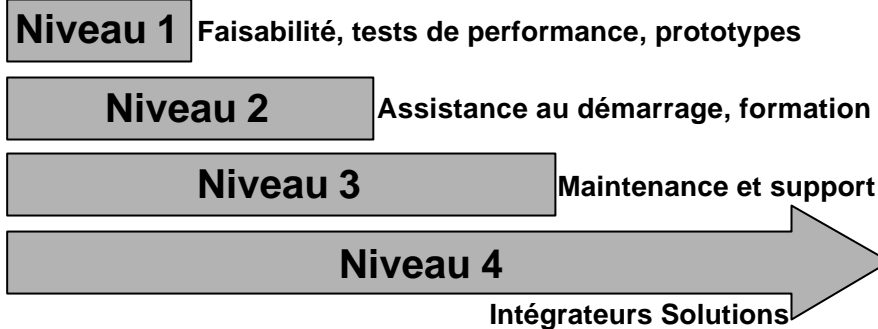 Niveau 1 Faisabilité, tests de performance, prototypes
Niveau 2 Assistance au démarrage, formation
Niveau 3 Maintenance et support
Niveau 4
Intégrateurs Solutions